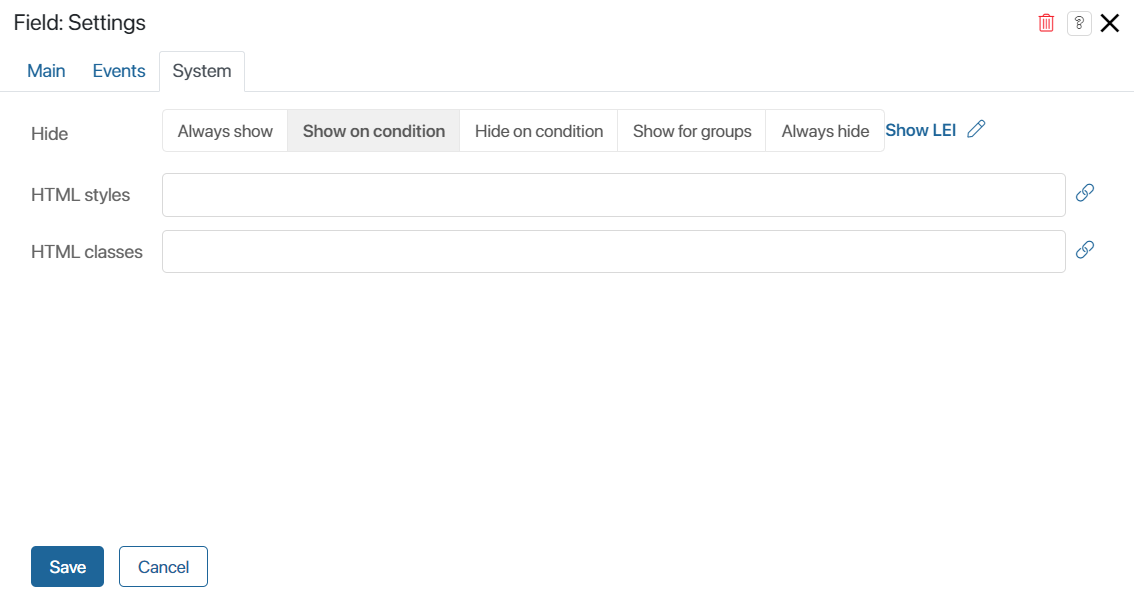 Field: Settings
?
Main Events System
Hide Always show Show on condition Hide on condition Show for groups Always hide Show LEI
HTML styles
HTML classes
Save Cancel